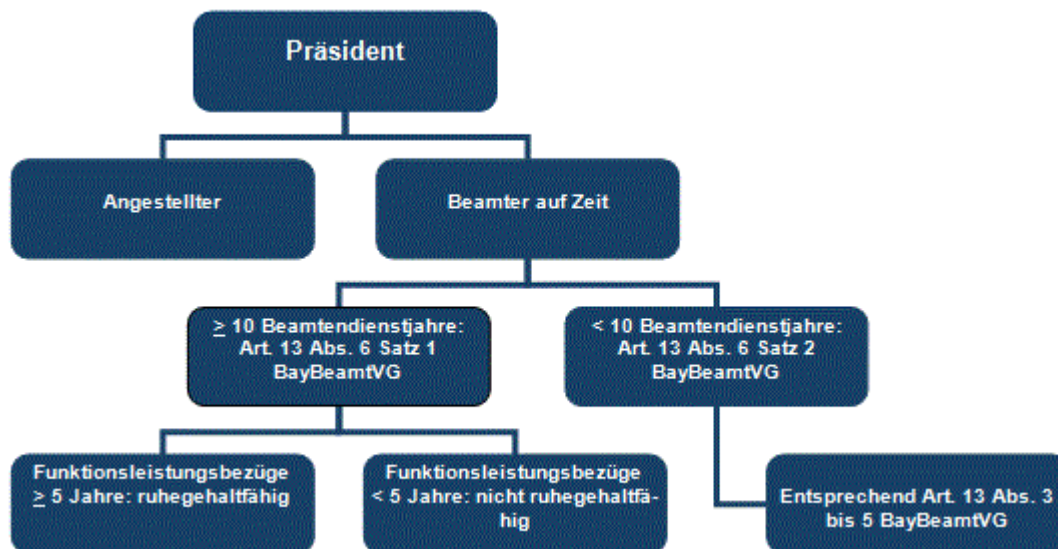 Präsident
Angestellter
Beamter auf Zeit
≥ 10 Beamtendienstjahre:
Art. 13 Abs. 6 Satz 1
BayBeamtVG
< 10 Beamtendienstjahre:
Art. 13 Abs. 6 Satz 2
BayBeamtVG
Funktionsleistungsbezüge
≥ 5 Jahre: ruhegehaltfähig
Funktionsleistungsbezüge
< 5 Jahre: nicht ruhegehaltfä-
hig
Entsprechend Art. 13 Abs. 3
bis 5 BayBeamtVG